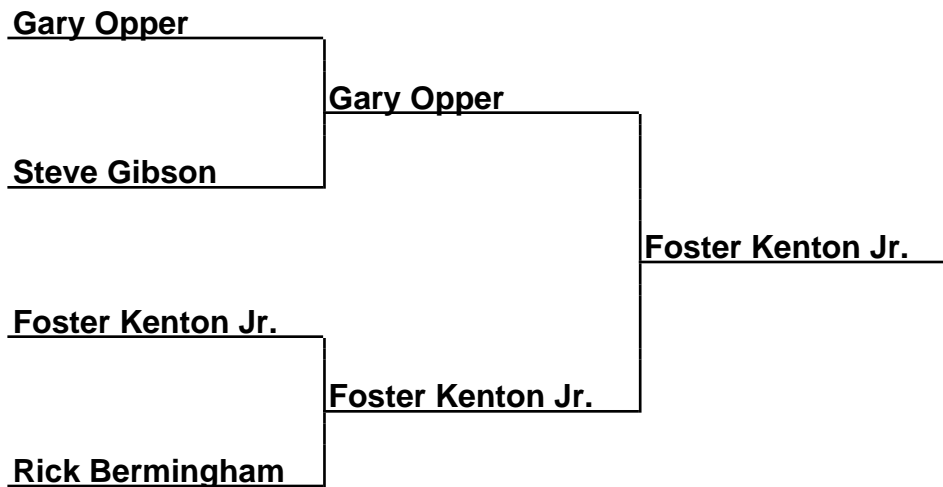 Gary Opper
Gary Opper
Steve Gibson
Foster Kenton Jr.
Foster Kenton Jr.
Foster Kenton Jr.
Rick Bermingham